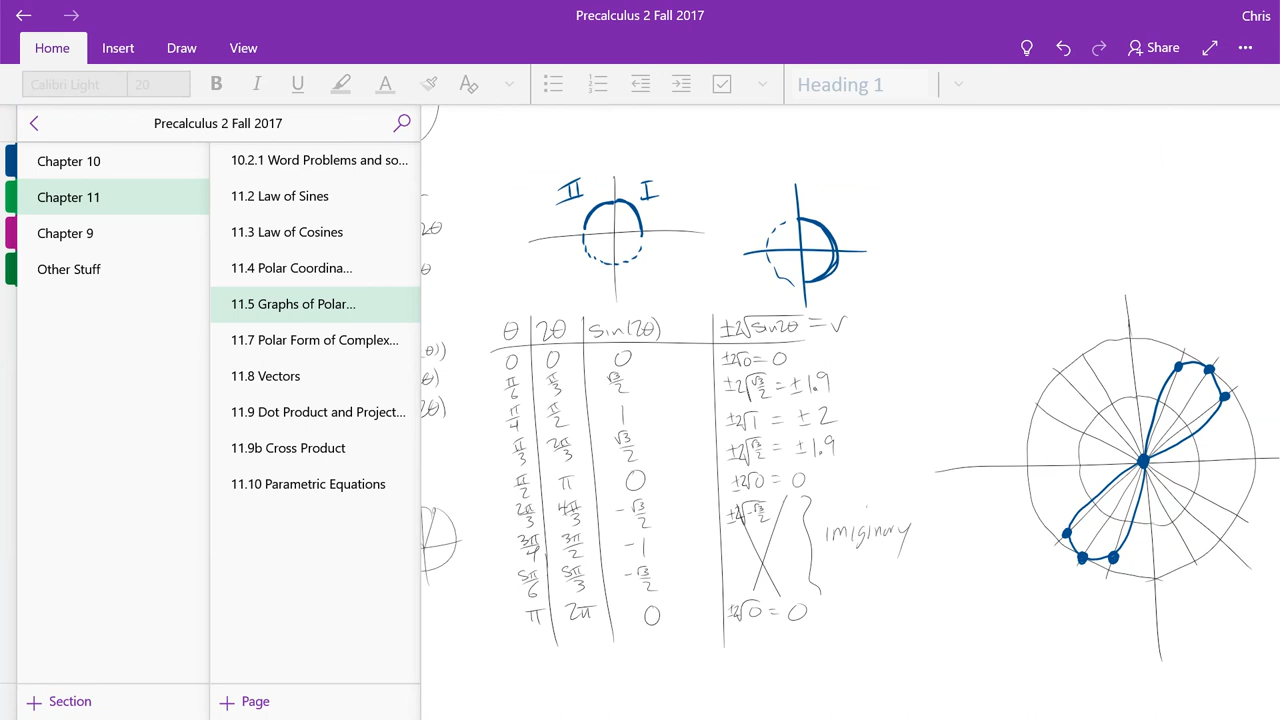 Precalculus 2 Fall 2017
Chris
Home Insert Draw View
Share
Calibri Light 20 B I U A A Heading 1
Precalculus 2 Fall 2017
Chapter 10
Chapter 11
Chapter 9
Other Stuff
10.2.1 Word Problems and so...
11.2 Law of Sines
11.3 Law of Cosines
11.4 Polar Coordina...
11.5 Graphs of Polar...
11.7 Polar Form of Complex...
11.8 Vectors
11.9 Dot Product and Project...
11.9b Cross Product
11.10 Parametric Equations
+ Section
+ Page
II I
θ 2θ sin(2θ) ±2√sin2θ = r
0 0 0 ±2√0 = 0
π/6 π/3 √3/2 ±2√(√3/2) = ±1.9
π/4 π/2 1 ±2√1 = ±2
π/3 2π/3 √3/2 ±2√(√3/2) = ±1.9
π/2 π 0 ±2√0 = 0
2π/3 4π/3 -√3/2 ±2√(-√3/2)
3π/4 3π/2 -1
5π/6 5π/3 -√3/2
π 2π 0 ±2√0 = 0
imiginary